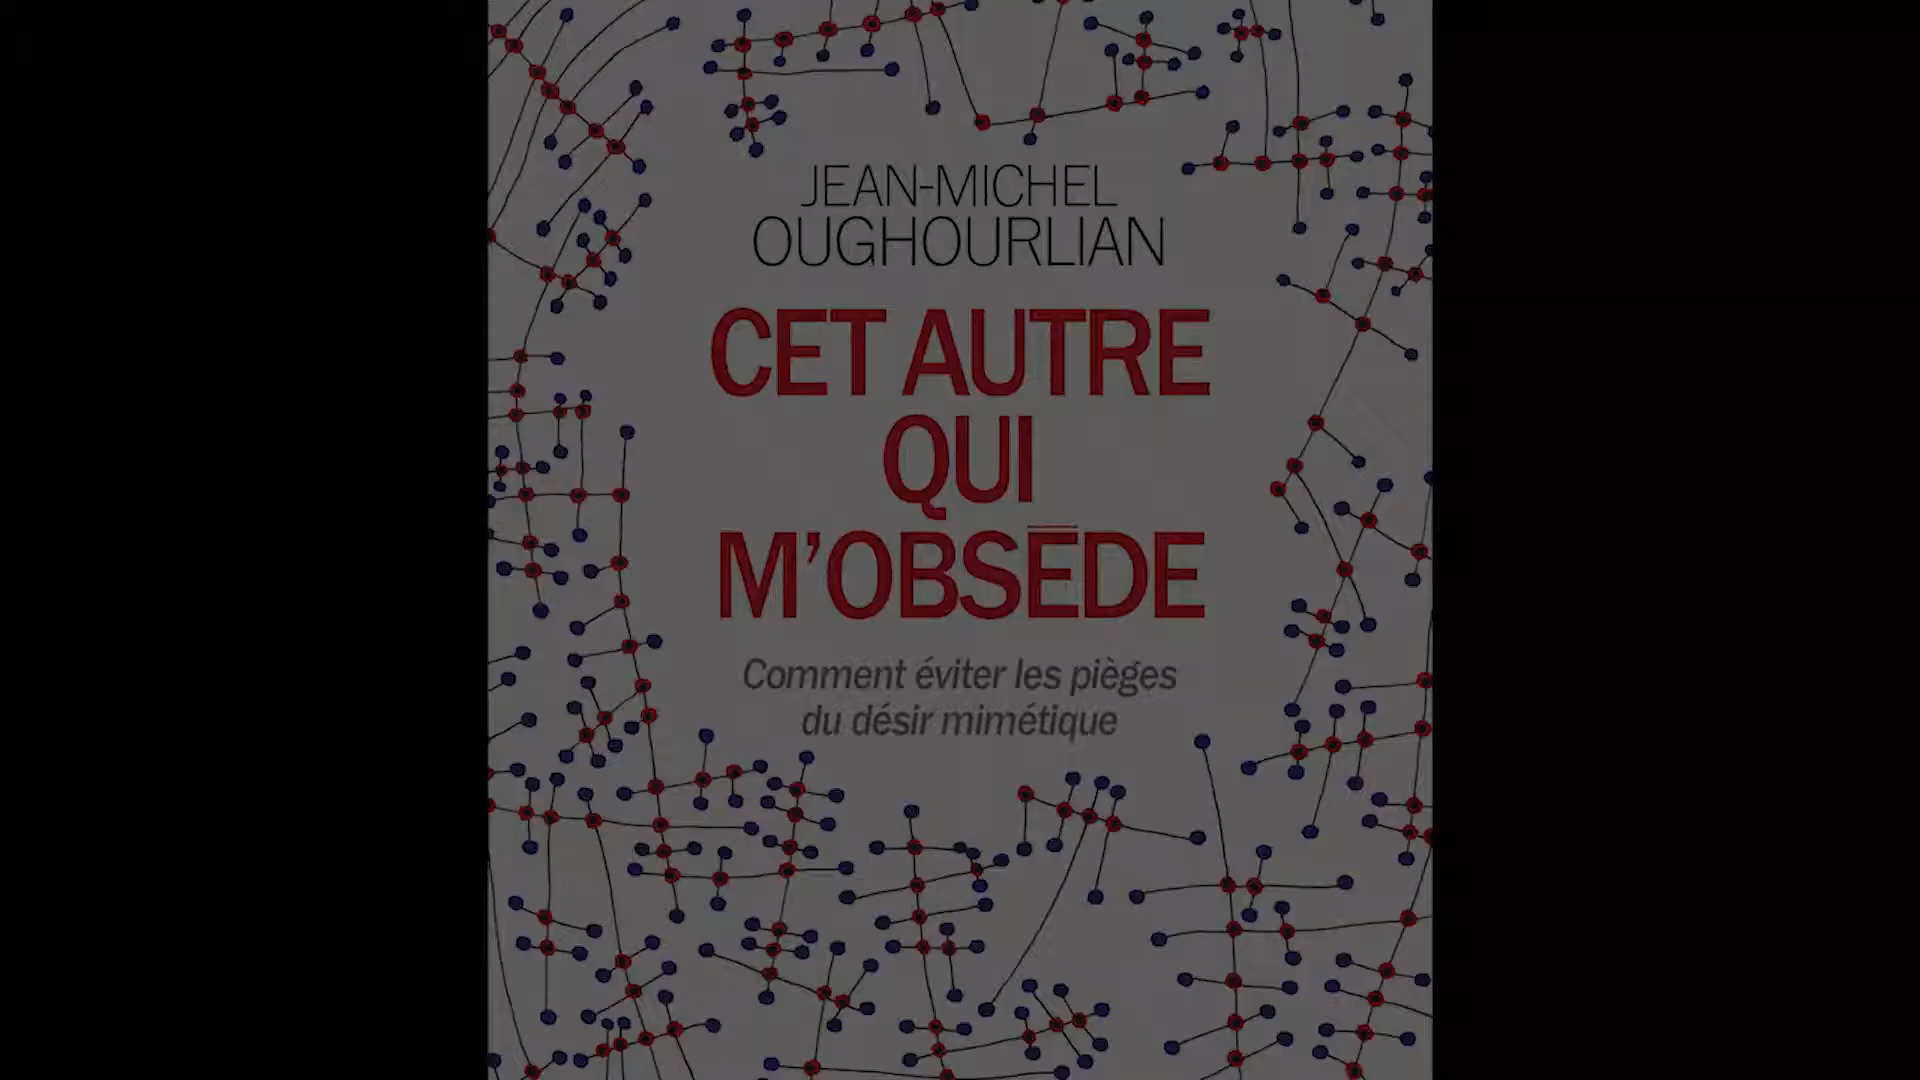 JEAN-MICHEL
OUGHOURLIAN
CET AUTRE
QUI
M'OBSÈDE
Comment éviter les pièges
du désir mimétique